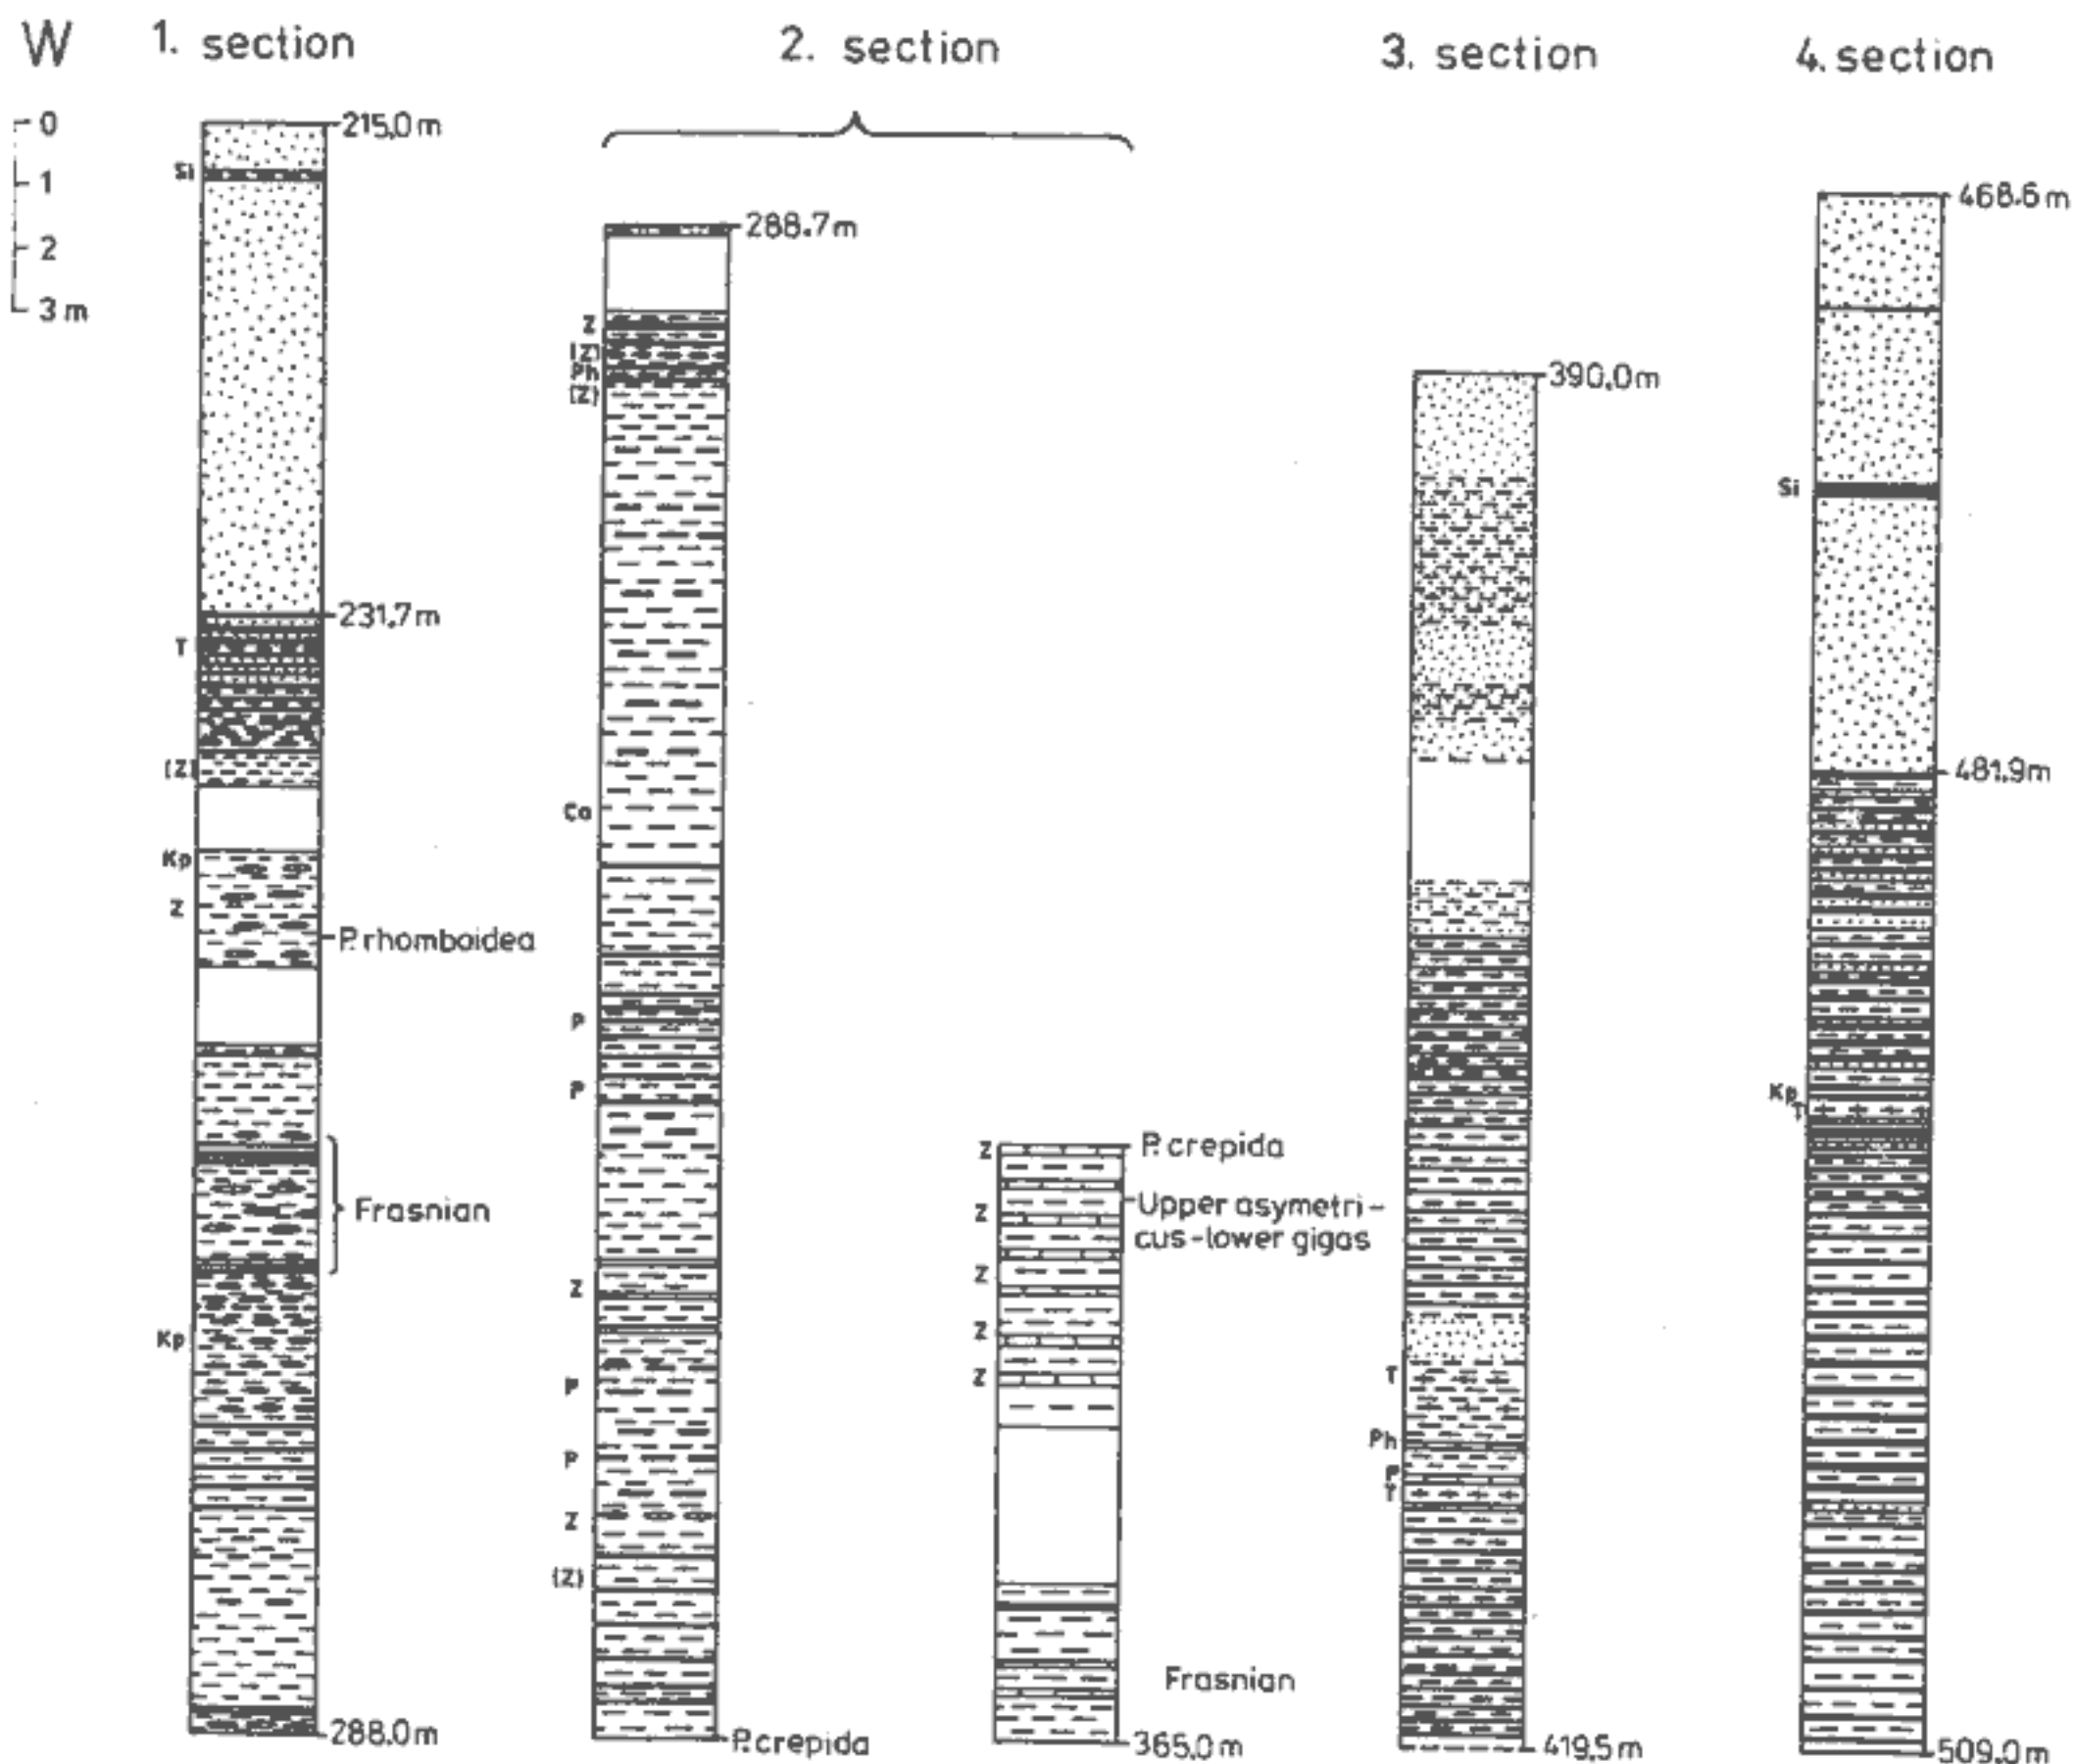 W
1. section
2. section
3. section
4. section
0
1
2
3 m
215,0 m
Si
231.7 m
T
(Z)
Kp
Z
P. rhomboidea
Frasnian
Kp
288.0 m
288.7 m
Z
(Z)
Ph
(Z)
Ca
P
P
Z
P
P
Z
(Z)
P. crepida
Z
P. crepida
Upper asymetri-
cus-lower gigas
Z
Z
Z
Z
Frasnian
365,0 m
390,0 m
T
Ph
P
T
419,5 m
468.6 m
Si
481.9 m
Kp
T
509.0 m